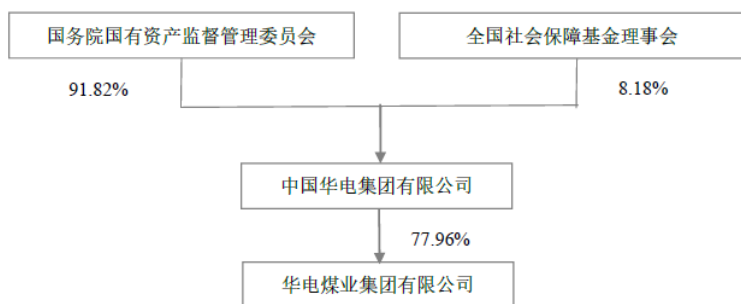 国务院国有资产监督管理委员会
全国社会保障基金理事会
91.82%
8.18%
中国华电集团有限公司
77.96%
华电煤业集团有限公司